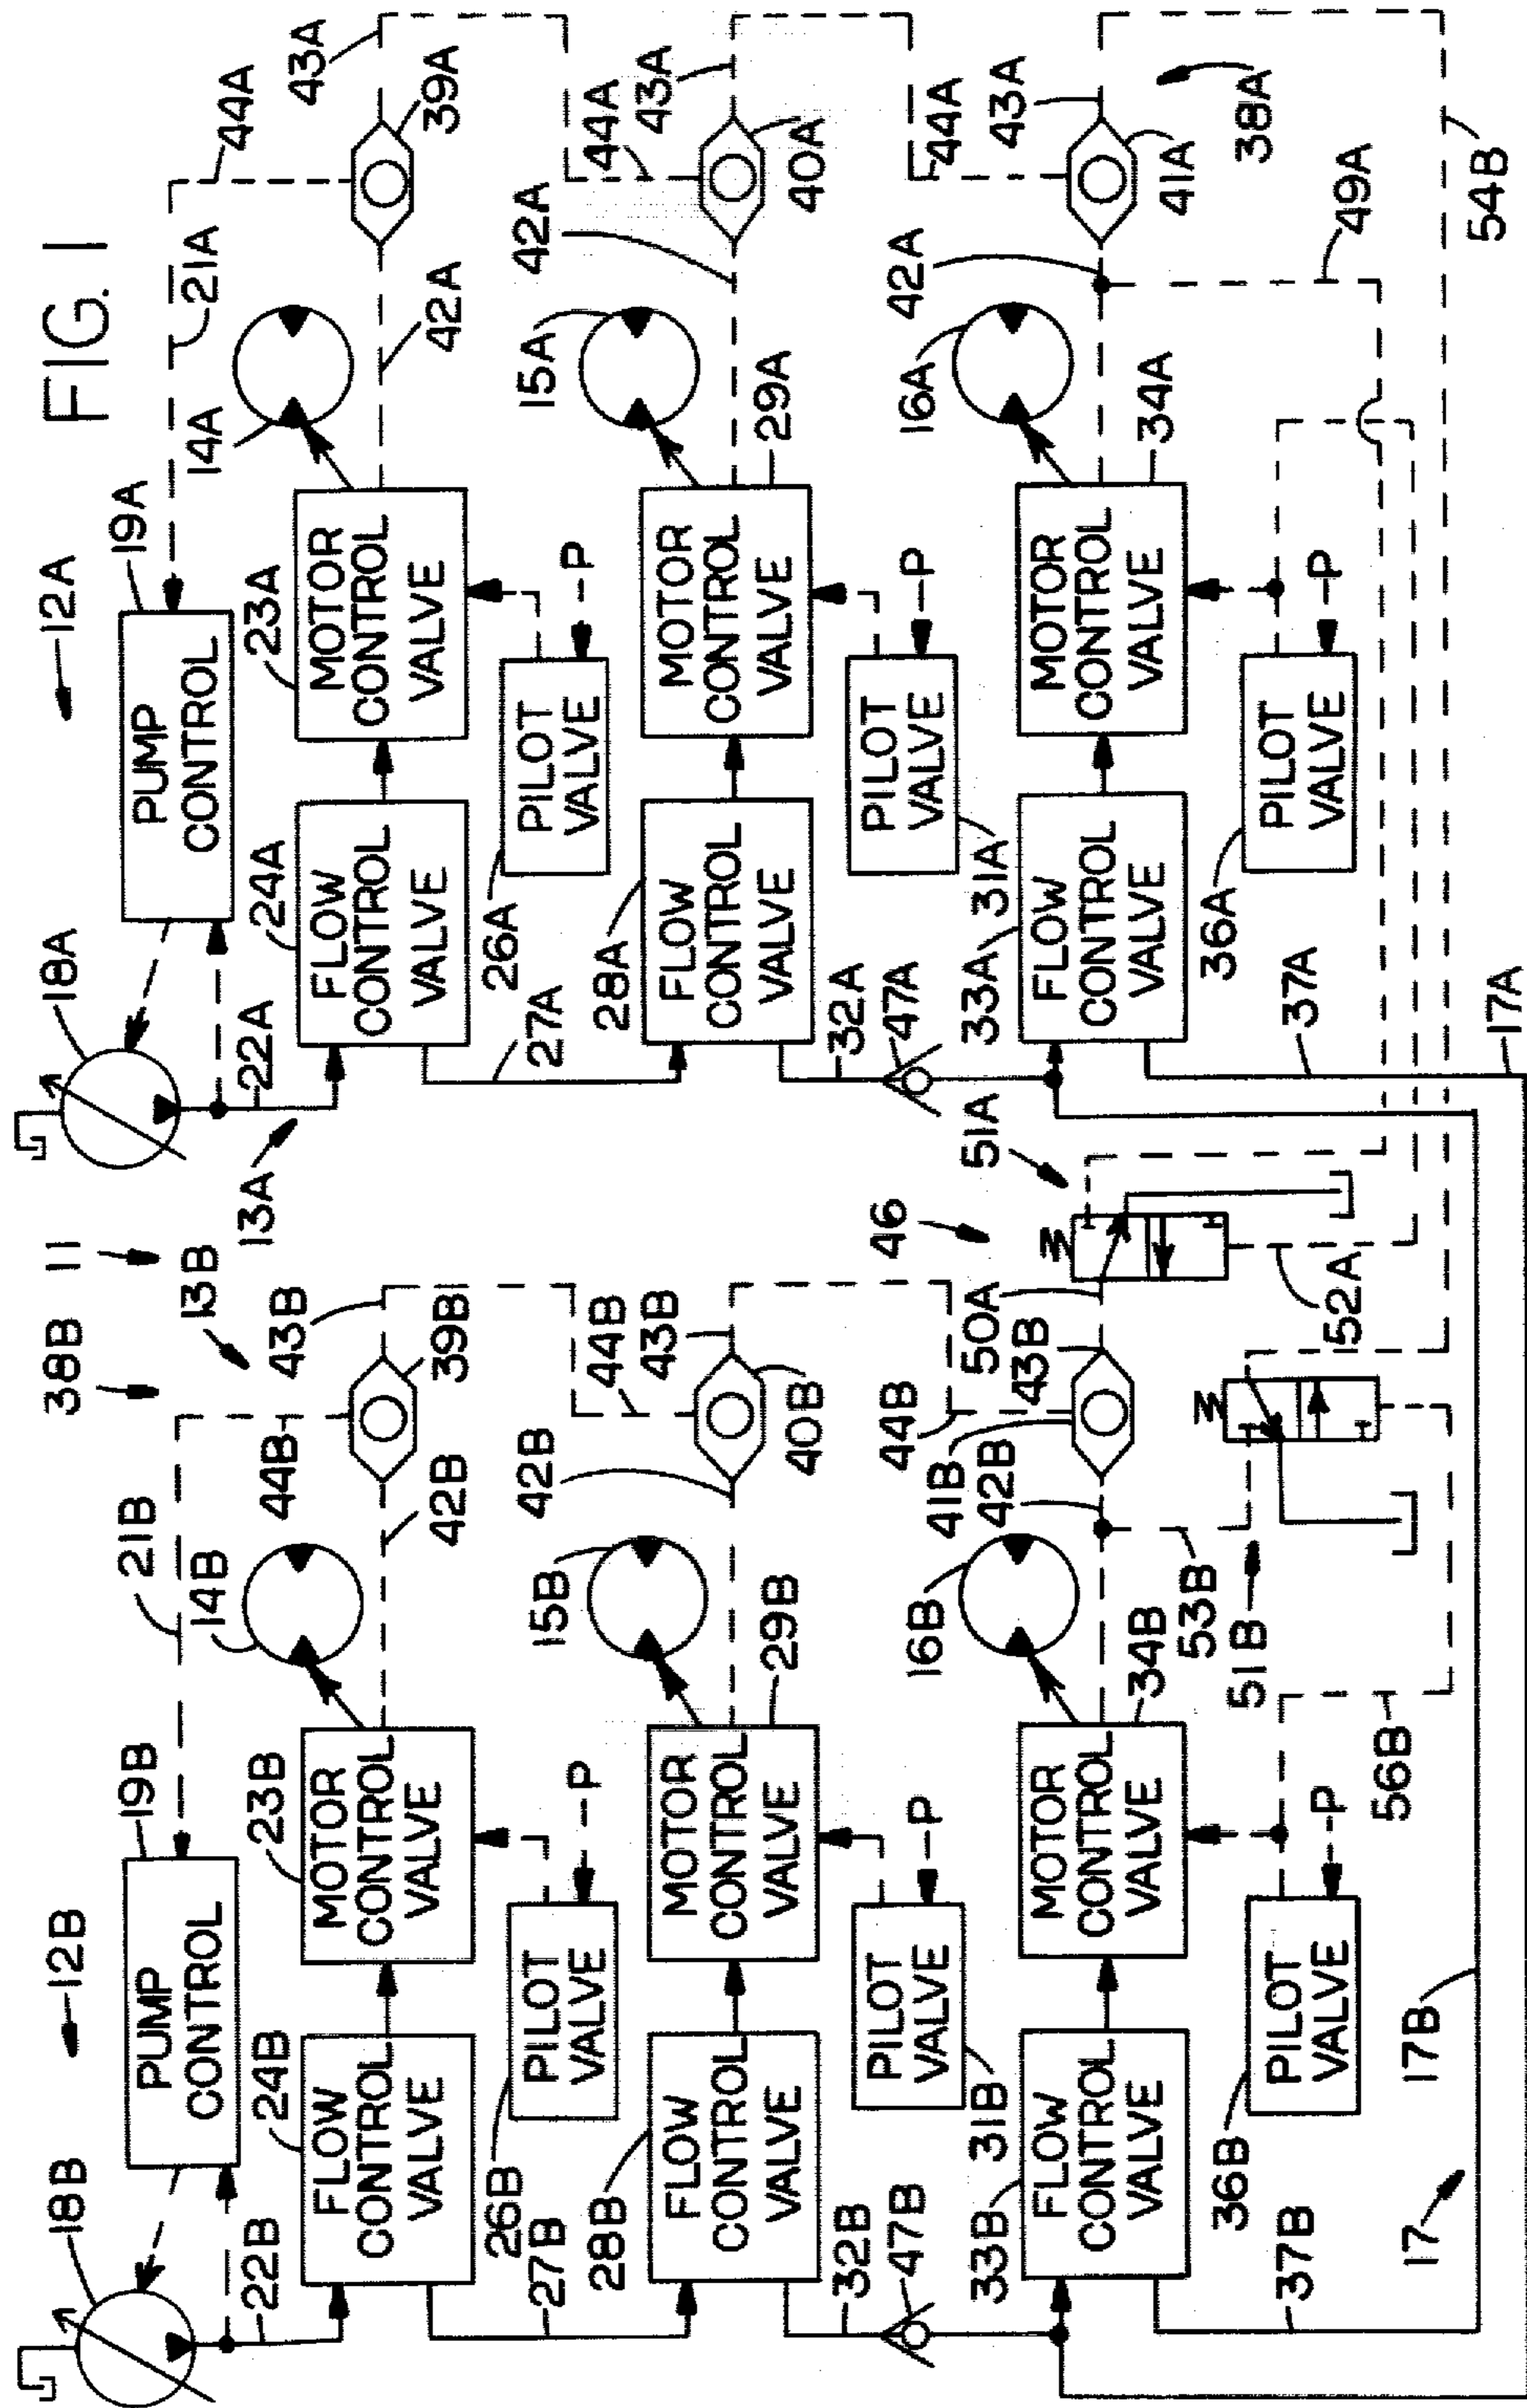 FIG. 1
12B
12A
38B
11
18B
19B
PUMP
CONTROL
21B
13B
18A
19A
PUMP
CONTROL
21A
44A
22B
24B
FLOW
CONTROL
VALVE
23B
MOTOR
CONTROL
VALVE
14B
44B
43B
39B
42B
13A
22A
24A
FLOW
CONTROL
VALVE
23A
MOTOR
CONTROL
VALVE
14A
43A
39A
42A
26B
PILOT
VALVE
P
27B
26A
PILOT
VALVE
P
27A
28B
FLOW
CONTROL
VALVE
MOTOR
CONTROL
VALVE
29B
15B
42B
44B
43B
40B
28A
FLOW
CONTROL
VALVE
MOTOR
CONTROL
VALVE
29A
15A
42A
44A
43A
40A
32B
47B
PILOT
VALVE
31B
P
32A
47A
PILOT
VALVE
31A
P
33B
FLOW
CONTROL
VALVE
MOTOR
CONTROL
VALVE
34B
16B
41B
42B
44B
50A
43B
46
51A
33A
FLOW
CONTROL
VALVE
MOTOR
CONTROL
VALVE
34A
16A
42A
44A
43A
41A
38A
36B
PILOT
VALVE
P
37B
53B
51B
52A
56B
36A
PILOT
VALVE
P
37A
49A
54B
17
17B
17A